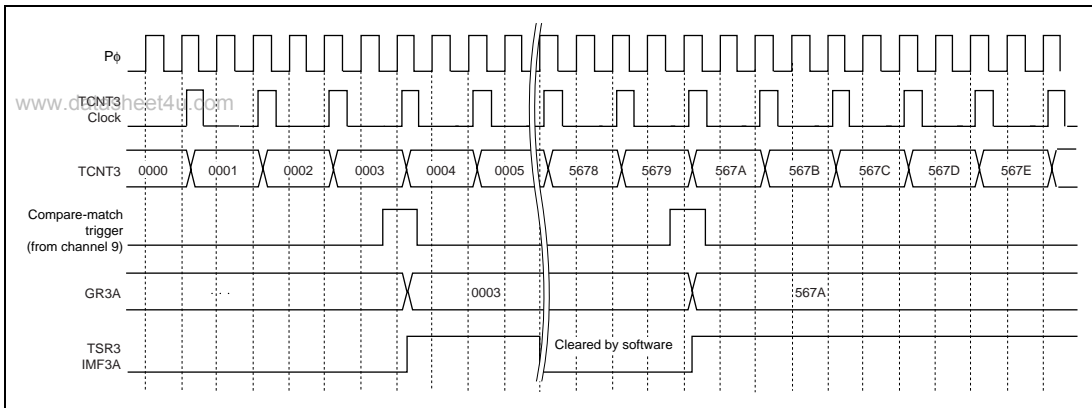 Pϕ
www.datasheet4u.com
TCNT3
Clock
TCNT3 0000 0001 0002 0003 0004 0005 5678 5679 567A 567B 567C 567D 567E
Compare-match
trigger
(from channel 9)
GR3A .... 0003 567A
TSR3
IMF3A
Cleared by software